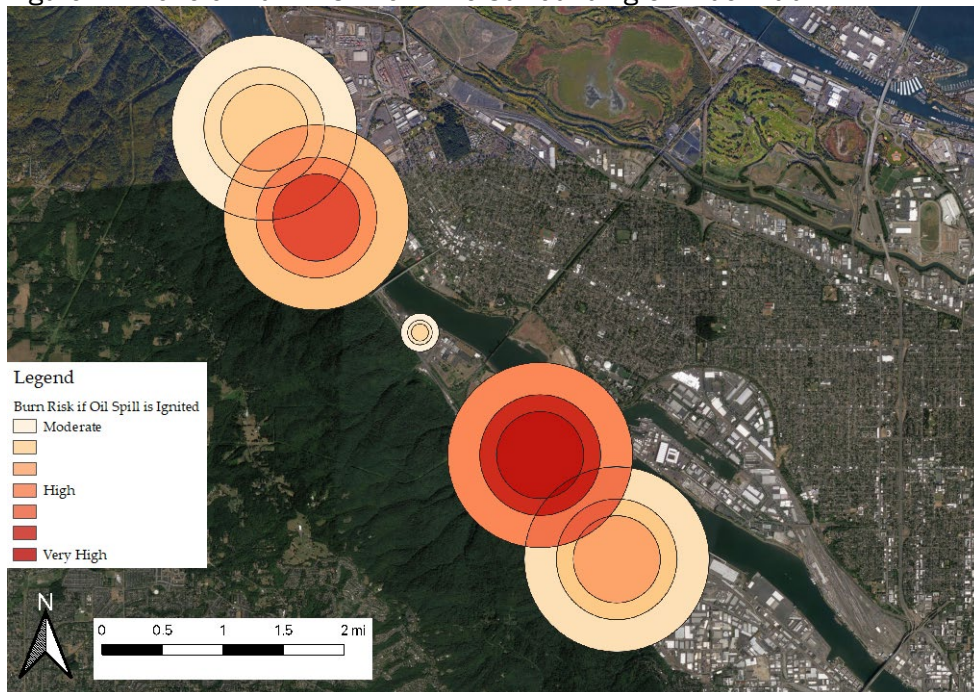 Legend
Burn Risk if Oil Spill is Ignited
Moderate
High
Very High
N
0 0.5 1 1.5 2 mi